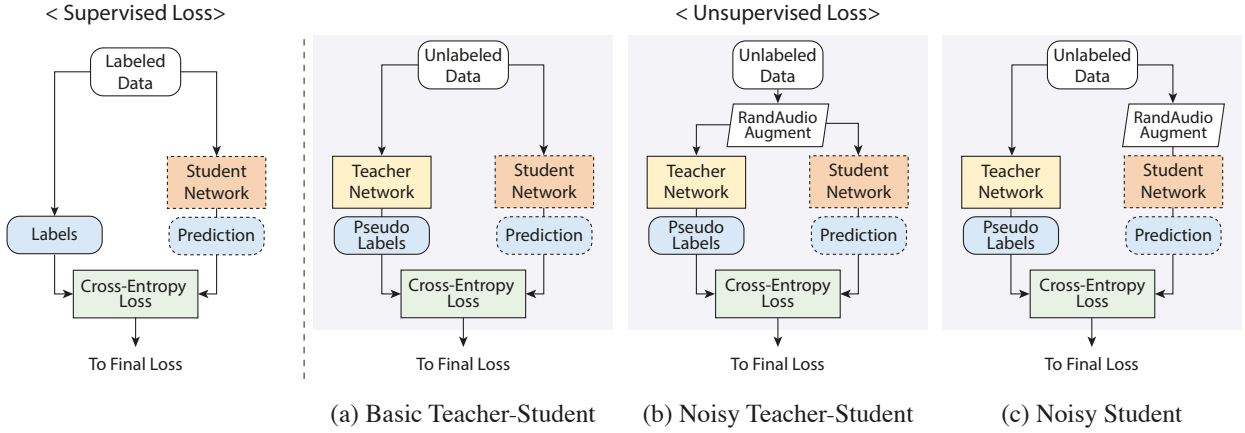 < Supervised Loss>
Labeled
Data
Student
Network
Labels
Prediction
Cross-Entropy
Loss
To Final Loss
< Unsupervised Loss>
Unlabeled
Data
Teacher
Network
Student
Network
Pseudo
Labels
Prediction
Cross-Entropy
Loss
To Final Loss
(a) Basic Teacher-Student
Unlabeled
Data
RandAudio
Augment
Teacher
Network
Student
Network
Pseudo
Labels
Prediction
Cross-Entropy
Loss
To Final Loss
(b) Noisy Teacher-Student
Unlabeled
Data
RandAudio
Augment
Teacher
Network
Student
Network
Pseudo
Labels
Prediction
Cross-Entropy
Loss
To Final Loss
(c) Noisy Student